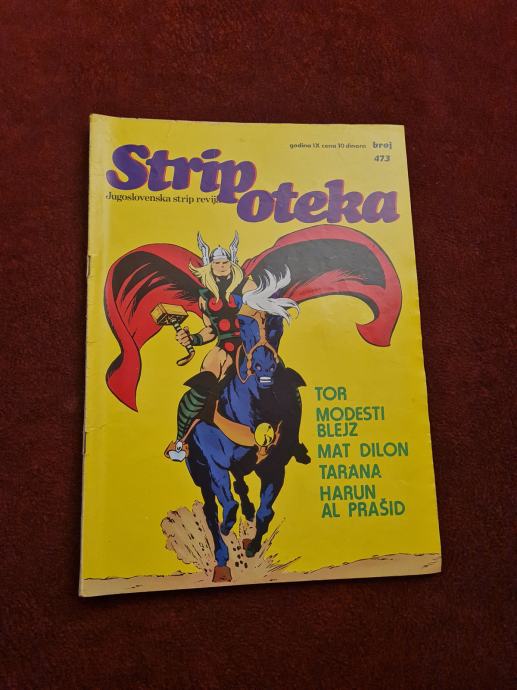 godina IX cena 10 dinara broj
473
Strip
oteka
Jugoslovenska strip revija
TOR
MODESTI
BLEJZ
MAT DILON
TARANA
HARUN
AL PRAŠID